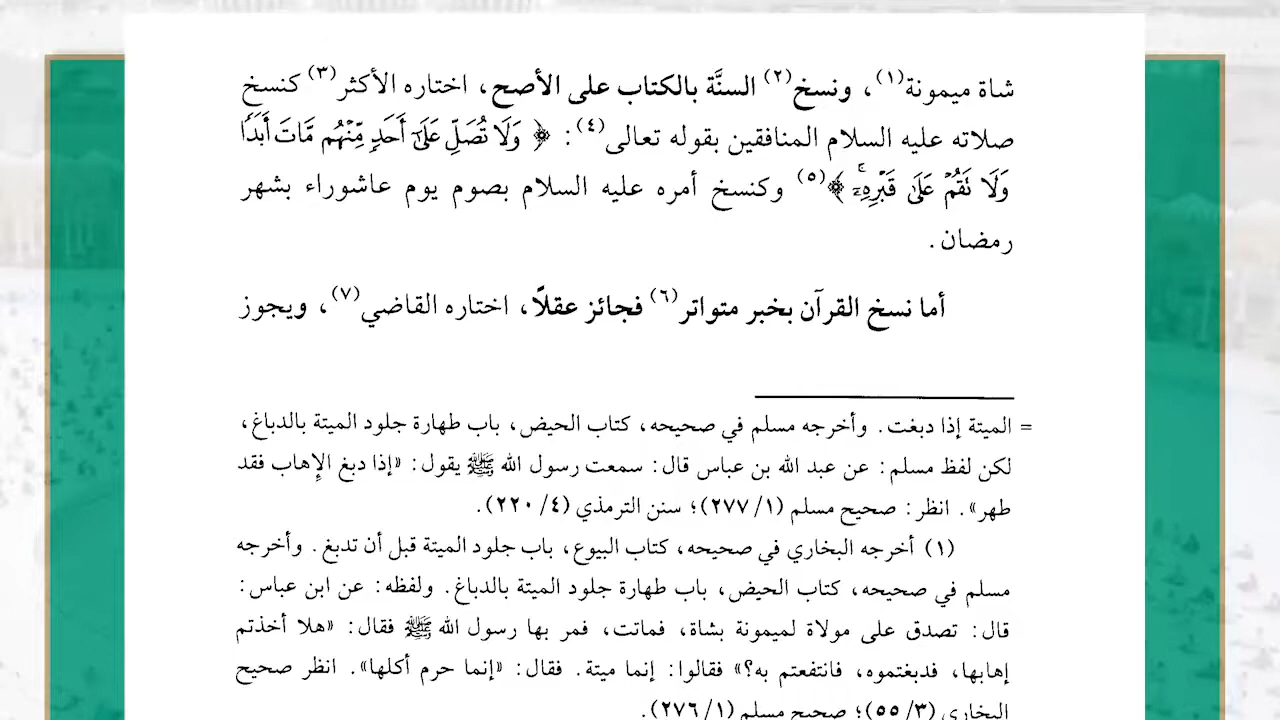 شاة ميمونة(١)، ونسخ(٢) السنَّة بالكتاب على الأصح، اختاره الأكثر(٣) كنسخ
صلاته عليه السلام المنافقين بقوله تعالى(٤): ﴿وَلَا تُصَلِّ عَلَىٰٓ أَحَدٍ مِّنْهُم مَّاتَ أَبَدًا
وَلَا تَقُمْ عَلَىٰ قَبْرِهِۦٓ ۚ﴾(٥) وكنسخ أمره عليه السلام بصوم يوم عاشوراء بشهر
رمضان.
أما نسخ القرآن بخبر متواتر(٦) فجائز عقلاً، اختاره القاضي(٧)، ويجوز
= الميتة إذا دبغت. وأخرجه مسلم في صحيحه، كتاب الحيض، باب طهارة جلود الميتة بالدباغ،
لكن لفظ مسلم: عن عبد الله بن عباس قال: سمعت رسول الله ﷺ يقول: «إذا دبغ الإِهاب فقد
طهر». انظر: صحيح مسلم (١/ ٢٧٧)؛ سنن الترمذي (٤/ ٢٢٠).
(١) أخرجه البخاري في صحيحه، كتاب البيوع، باب جلود الميتة قبل أن تدبغ. وأخرجه
مسلم في صحيحه، كتاب الحيض، باب طهارة جلود الميتة بالدباغ. ولفظه: عن ابن عباس:
قال: تصدق على مولاة لميمونة بشاة، فماتت، فمر بها رسول الله ﷺ فقال: «هلا أخذتم
إهابها، فدبغتموه، فانتفعتم به؟» فقالوا: إنما ميتة. فقال: «إنما حرم أكلها». انظر صحيح
البخاري (٣/ ٥٥)؛ صحيح مسلم (١/ ٢٧٦).